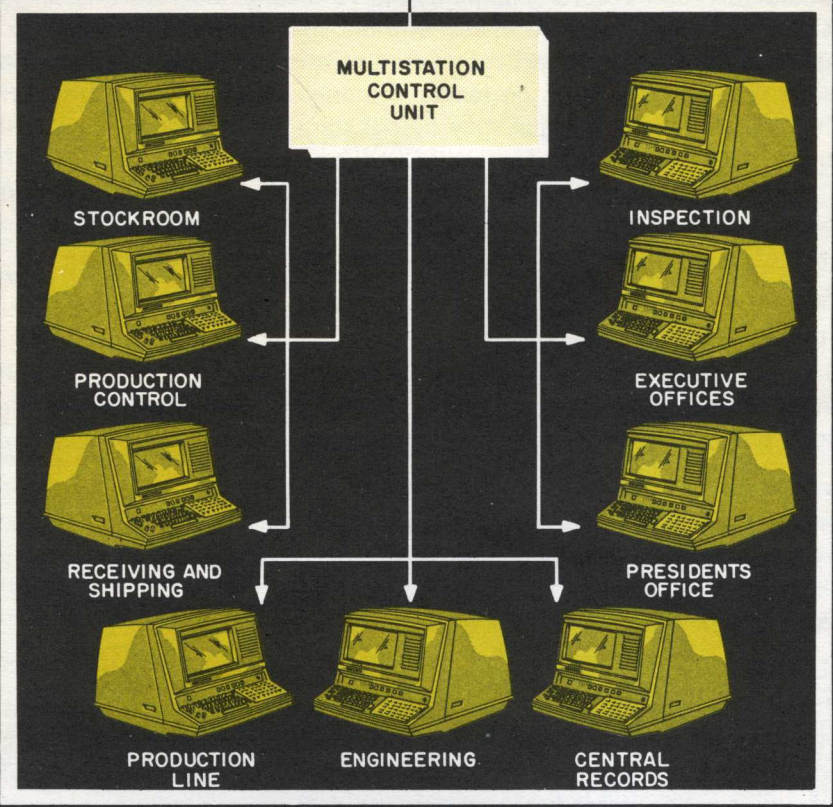 MULTISTATION
CONTROL
UNIT
STOCKROOM
INSPECTION
PRODUCTION
CONTROL
EXECUTIVE
OFFICES
RECEIVING AND
SHIPPING
PRESIDENTS
OFFICE
PRODUCTION
LINE
ENGINEERING
CENTRAL
RECORDS